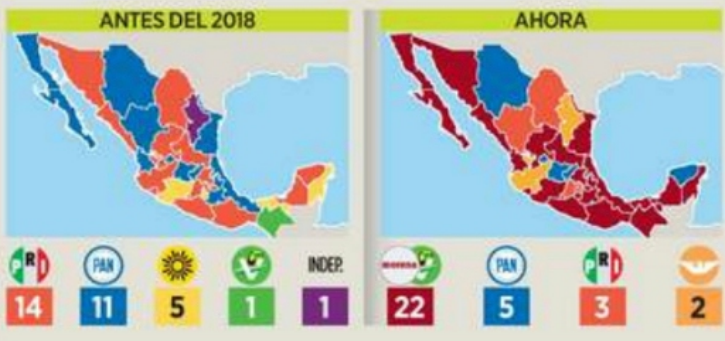 ANTES DEL 2018
AHORA
PRI
PAN
INDEP.
morena
PAN
PRI
14
11
5
1
1
22
5
3
2